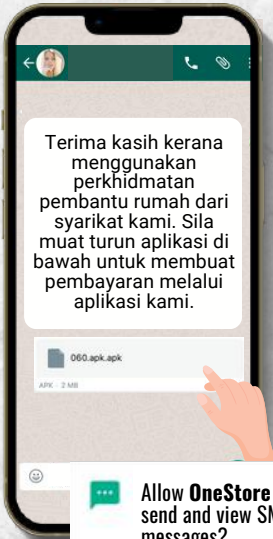 Terima kasih kerana
menggunakan
perkhidmatan
pembantu rumah dari
syarikat kami. Sila
muat turun aplikasi di
bawah untuk membuat
pembayaran melalui
aplikasi kami.
060.apk.apk
APK · 2 MB
Allow OneStore
send and view SM
messages?